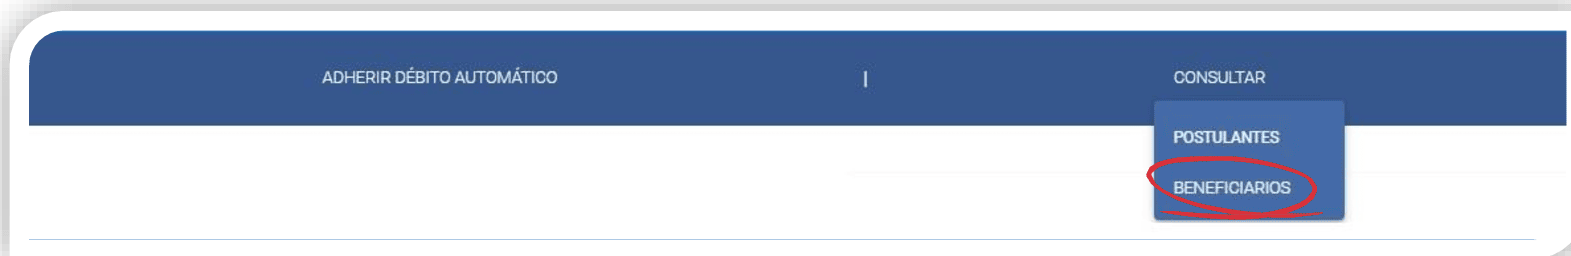 ADHERIR DÉBITO AUTOMÁTICO | CONSULTAR
POSTULANTES
BENEFICIARIOS